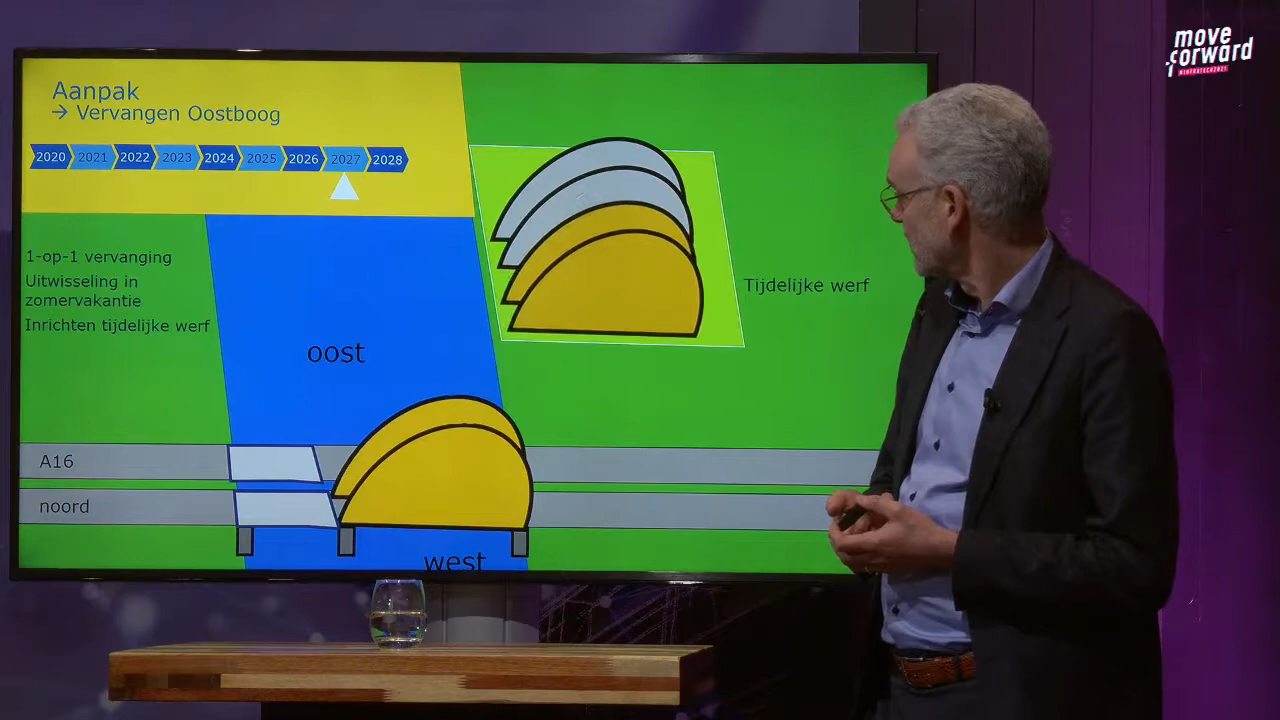 move
forward
#INFRATECH2021
Aanpak
→ Vervangen Oostboog
2020 2021 2022 2023 2024 2025 2026 2027 2028
1-op-1 vervanging
Uitwisseling in
zomervakantie
Inrichten tijdelijke werf
Tijdelijke werf
oost
A16
noord
west